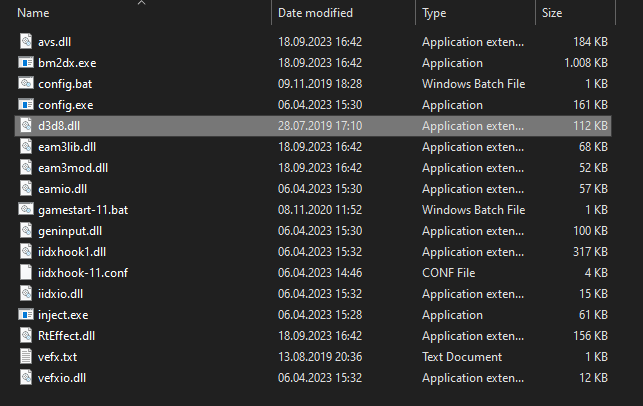 Name Date modified Type Size
avs.dll 18.09.2023 16:42 Application exten... 184 KB
bm2dx.exe 18.09.2023 16:42 Application 1.008 KB
config.bat 09.11.2019 18:28 Windows Batch File 1 KB
config.exe 06.04.2023 15:30 Application 161 KB
d3d8.dll 28.07.2019 17:10 Application exten... 112 KB
eam3lib.dll 18.09.2023 16:42 Application exten... 68 KB
eam3mod.dll 18.09.2023 16:42 Application exten... 52 KB
eamio.dll 06.04.2023 15:30 Application exten... 57 KB
gamestart-11.bat 08.11.2020 11:52 Windows Batch File 1 KB
geninput.dll 06.04.2023 15:30 Application exten... 100 KB
iidxhook1.dll 06.04.2023 15:32 Application exten... 317 KB
iidxhook-11.conf 06.04.2023 14:46 CONF File 4 KB
iidxio.dll 06.04.2023 15:32 Application exten... 15 KB
inject.exe 06.04.2023 15:28 Application 61 KB
RtEffect.dll 18.09.2023 16:42 Application exten... 156 KB
vefx.txt 13.08.2019 20:36 Text Document 1 KB
vefxio.dll 06.04.2023 15:32 Application exten... 12 KB